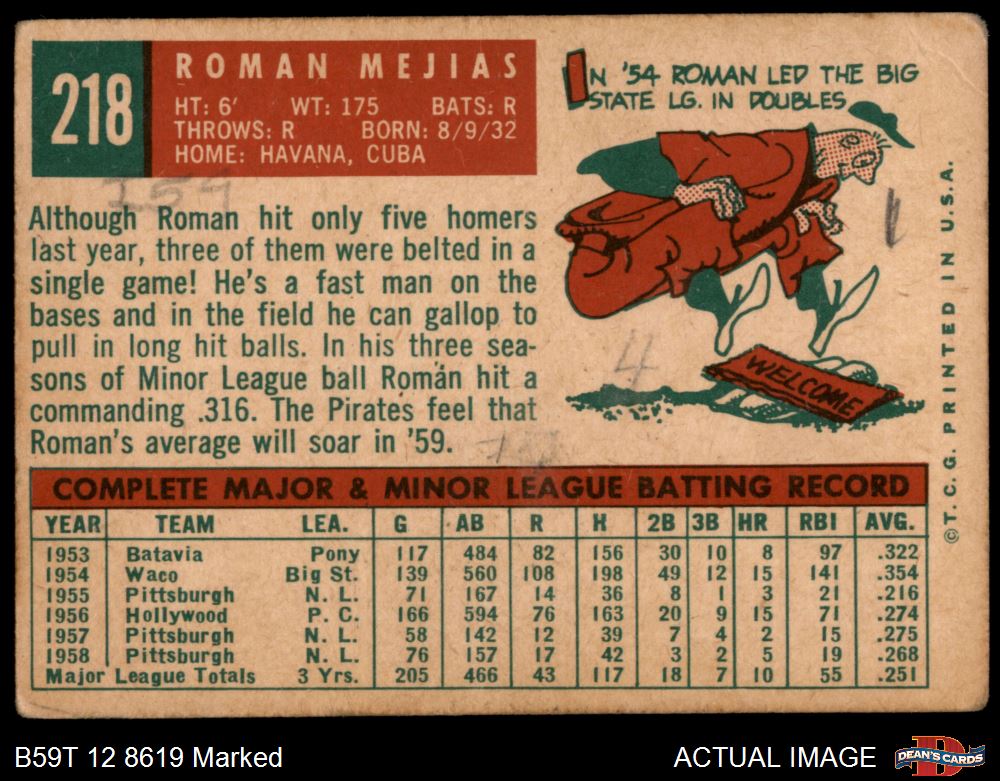 218
ROMAN MEJIAS
HT: 6' WT: 175 BATS: R
THROWS: R BORN: 8/9/32
HOME: HAVANA, CUBA
IN '54 ROMAN LED THE BIG
STATE LG. IN DOUBLES
WELCOME
4
Although Roman hit only five homers
last year, three of them were belted in a
single game! He's a fast man on the
bases and in the field he can gallop to
pull in long hit balls. In his three sea-
sons of Minor League ball Román hit a
commanding .316. The Pirates feel that
Roman's average will soar in '59.
COMPLETE MAJOR & MINOR LEAGUE BATTING RECORD
YEAR TEAM LEA. G AB R H 2B 3B HR RBI AVG.
1953 Batavia Pony 117 484 82 156 30 10 8 97 .322
1954 Waco Big St. 139 560 108 198 49 12 15 141 .354
1955 Pittsburgh N. L. 71 167 14 36 8 1 3 21 .216
1956 Hollywood P. C. 166 594 76 163 20 9 15 71 .274
1957 Pittsburgh N. L. 58 142 12 39 7 4 2 15 .275
1958 Pittsburgh N. L. 76 157 17 42 3 2 5 19 .268
Major League Totals 3 Yrs. 205 466 43 117 18 7 10 55 .251
©T. C. G. PRINTED IN U.S.A.
B59T 12 8619 Marked
ACTUAL IMAGE
DEAN'S CARDS